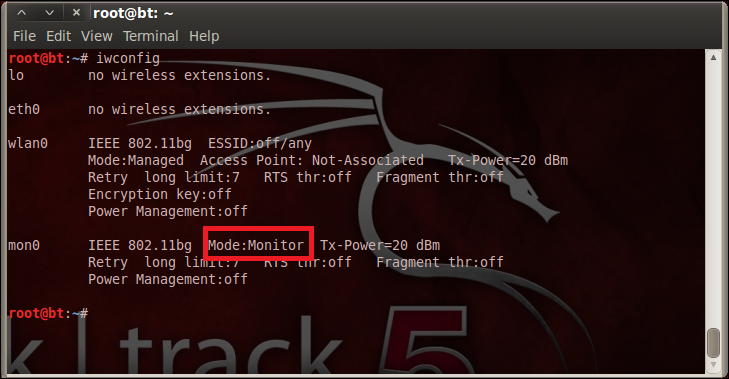 root@bt: ~
File Edit View Terminal Help
root@bt:~# iwconfig
lo        no wireless extensions.
eth0      no wireless extensions.
wlan0     IEEE 802.11bg  ESSID:off/any
          Mode:Managed  Access Point: Not-Associated   Tx-Power=20 dBm
          Retry  long limit:7   RTS thr:off   Fragment thr:off
          Encryption key:off
          Power Management:off
mon0      IEEE 802.11bg  Mode:Monitor  Tx-Power=20 dBm
          Retry  long limit:7   RTS thr:off   Fragment thr:off
          Power Management:off
root@bt:~#
k | track 5